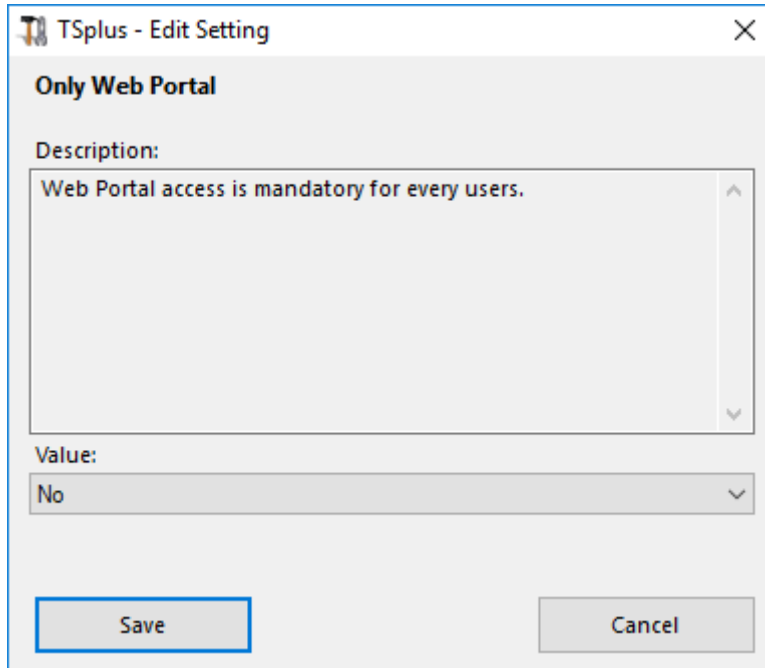 TSplus - Edit Setting
Only Web Portal
Description:
Web Portal access is mandatory for every users.
Value:
No
Save
Cancel